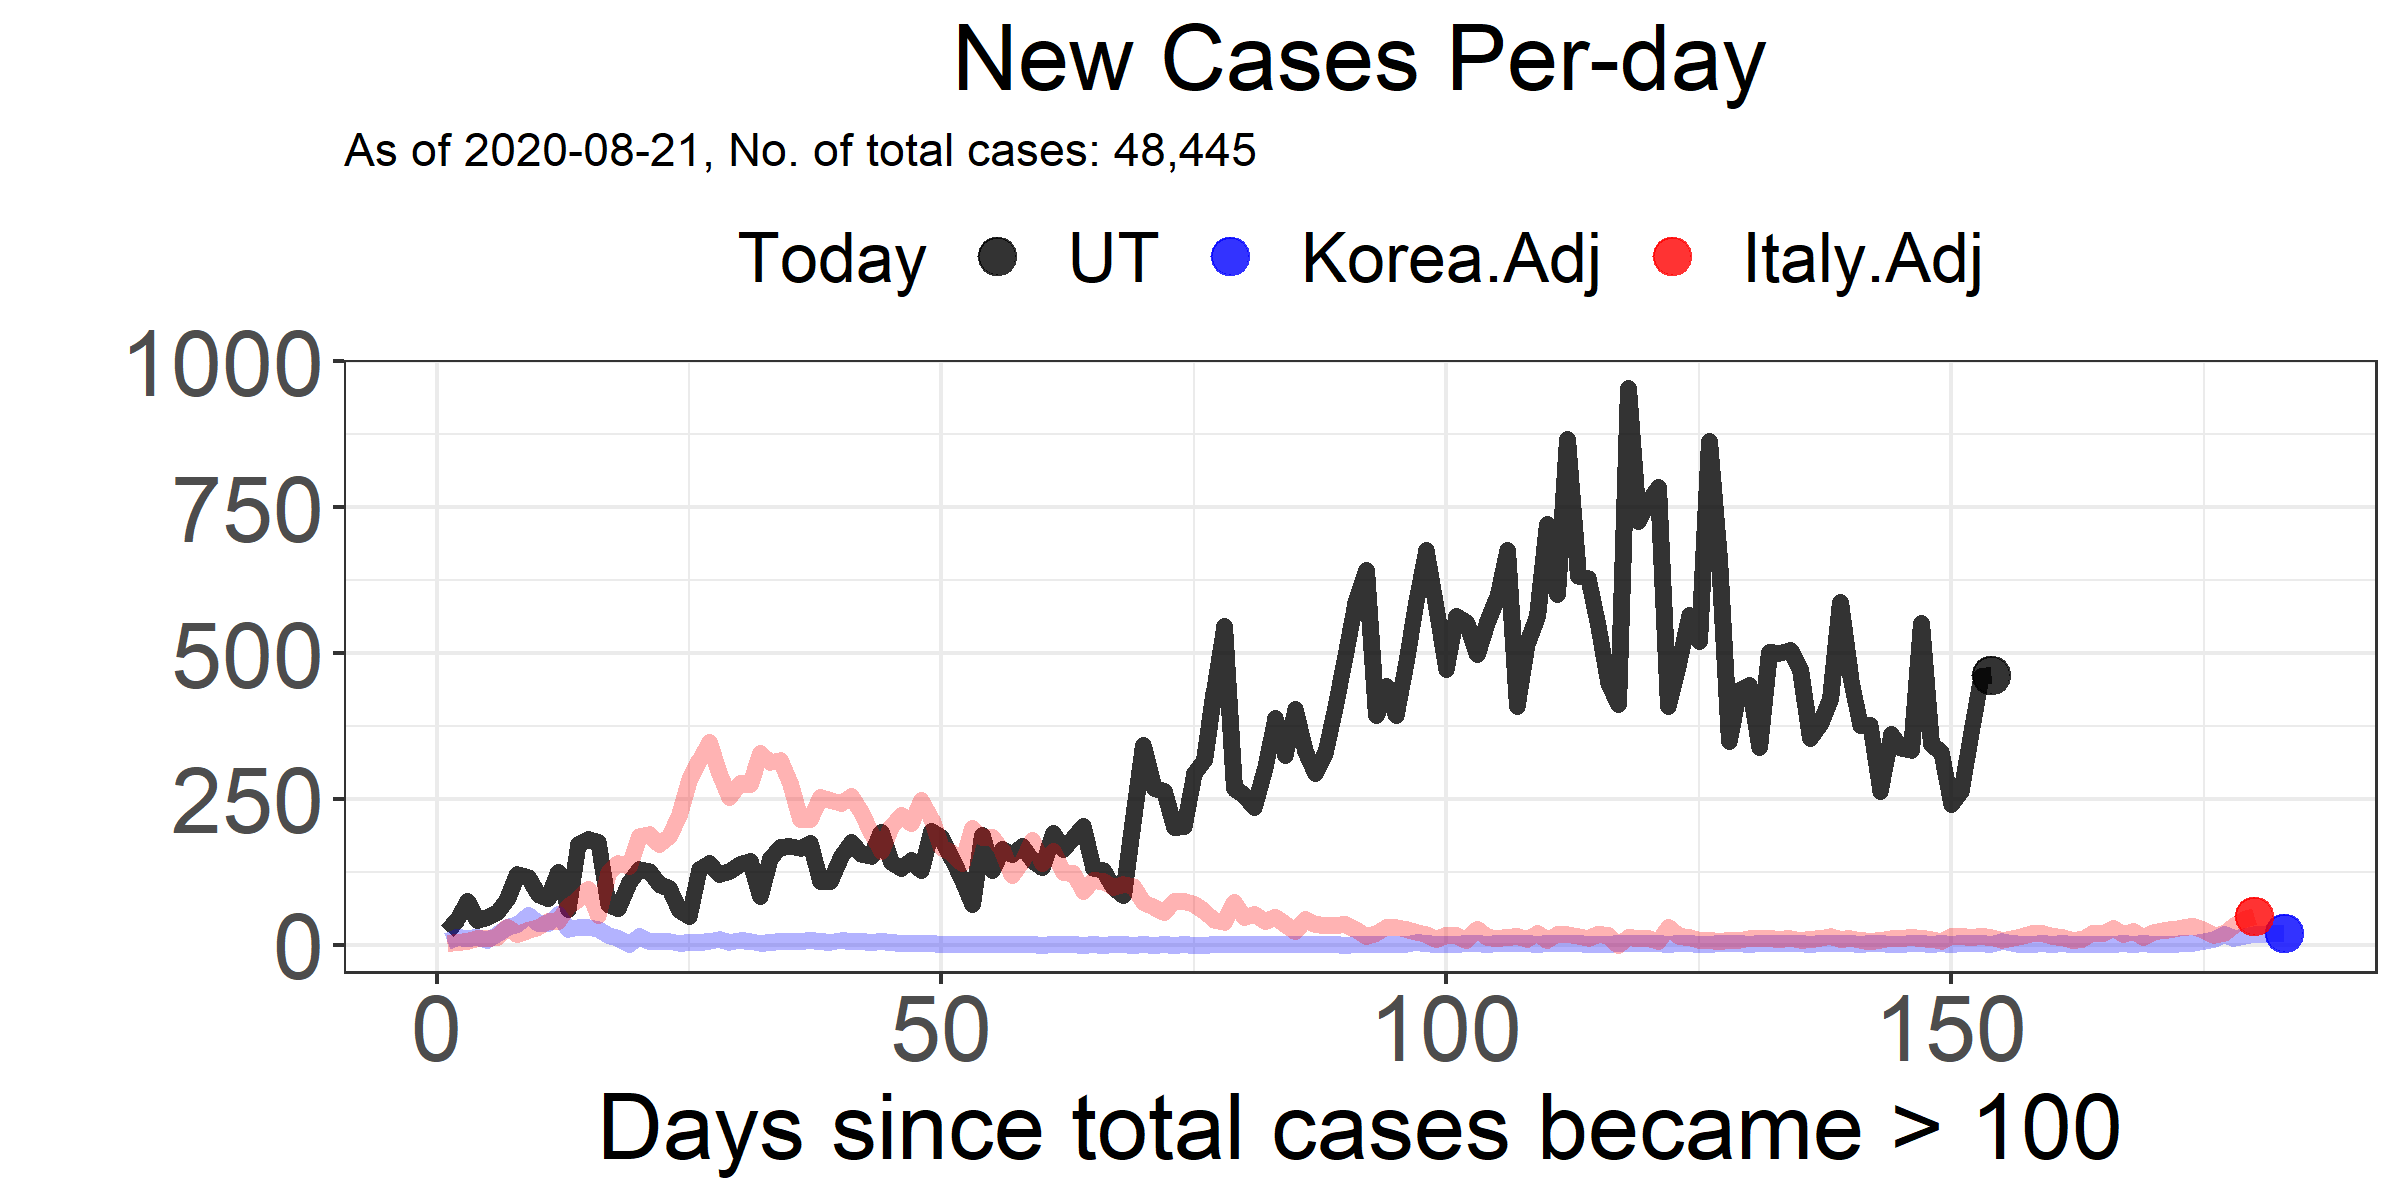 New Cases Per-day
As of 2020-08-21, No. of total cases: 48,445
Today UT Korea.Adj Italy.Adj
1000
750
500
250
0
0 50 100 150
Days since total cases became > 100